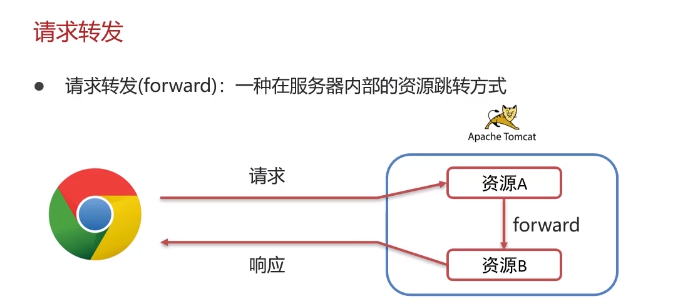 请求转发
● 请求转发(forward)：一种在服务器内部的资源跳转方式
Apache Tomcat
请求
资源A
forward
响应
资源B